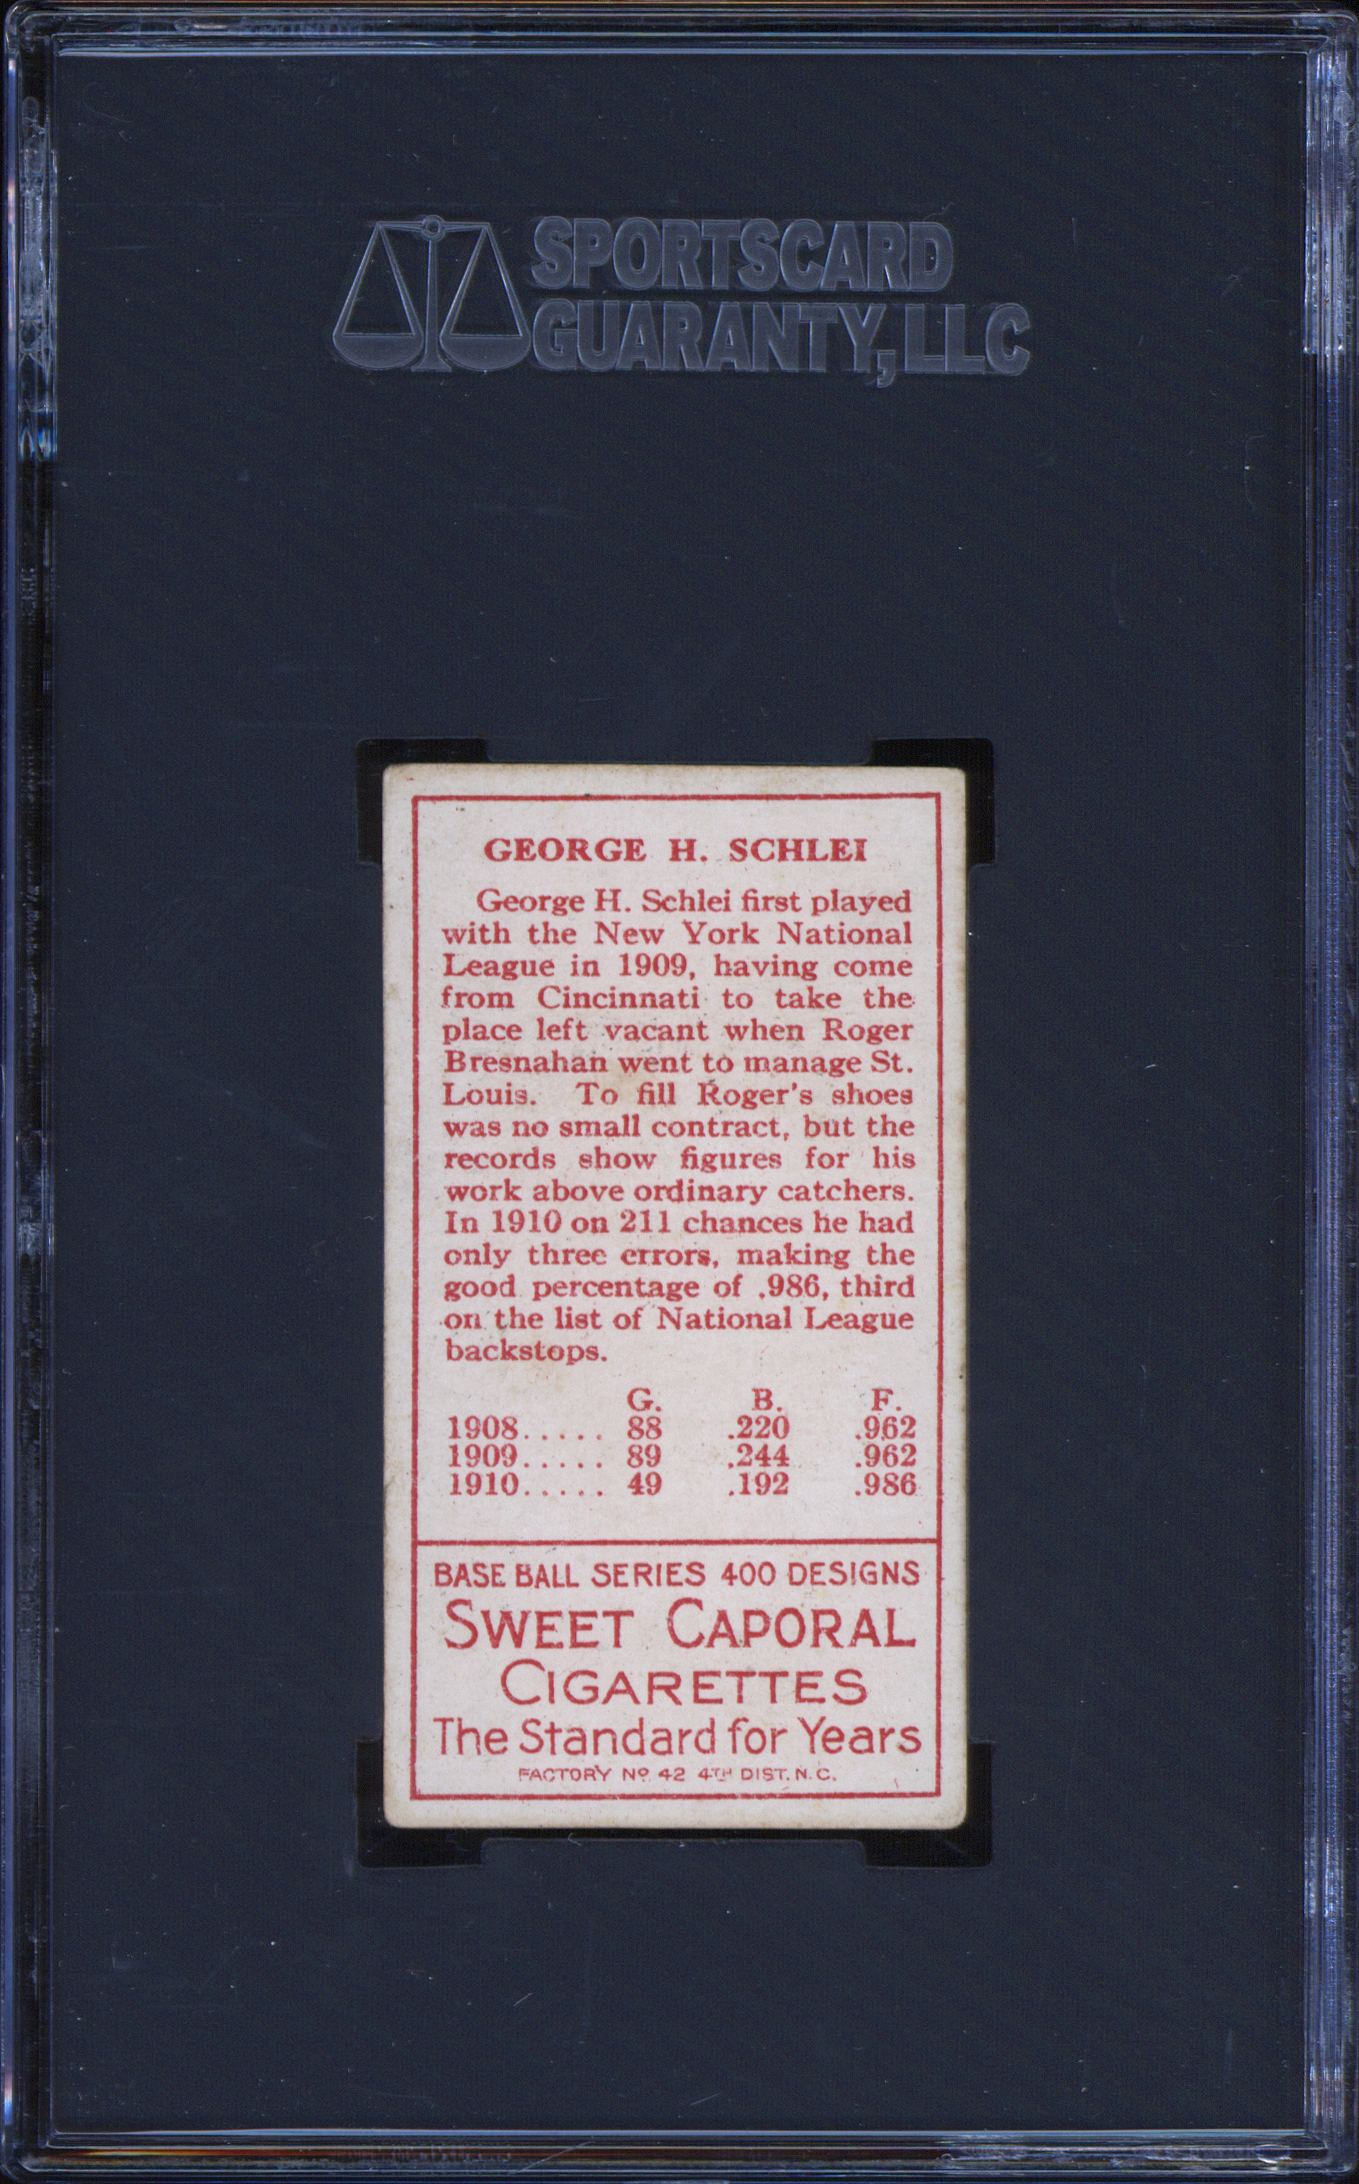 SPORTSCARD
GUARANTY, LLC
GEORGE H. SCHLEI
George H. Schlei first played
with the New York National
League in 1909, having come
from Cincinnati to take the
place left vacant when Roger
Bresnahan went to manage St.
Louis. To fill Roger's shoes
was no small contract, but the
records show figures for his
work above ordinary catchers.
In 1910 on 211 chances he had
only three errors, making the
good percentage of .986, third
on the list of National League
backstops.
G. B. F.
1908..... 88 .220 .962
1909..... 89 .244 .962
1910..... 49 .192 .986
BASE BALL SERIES 400 DESIGNS
SWEET CAPORAL
CIGARETTES
The Standard for Years
FACTORY Nº 42 4TH DIST. N.C.